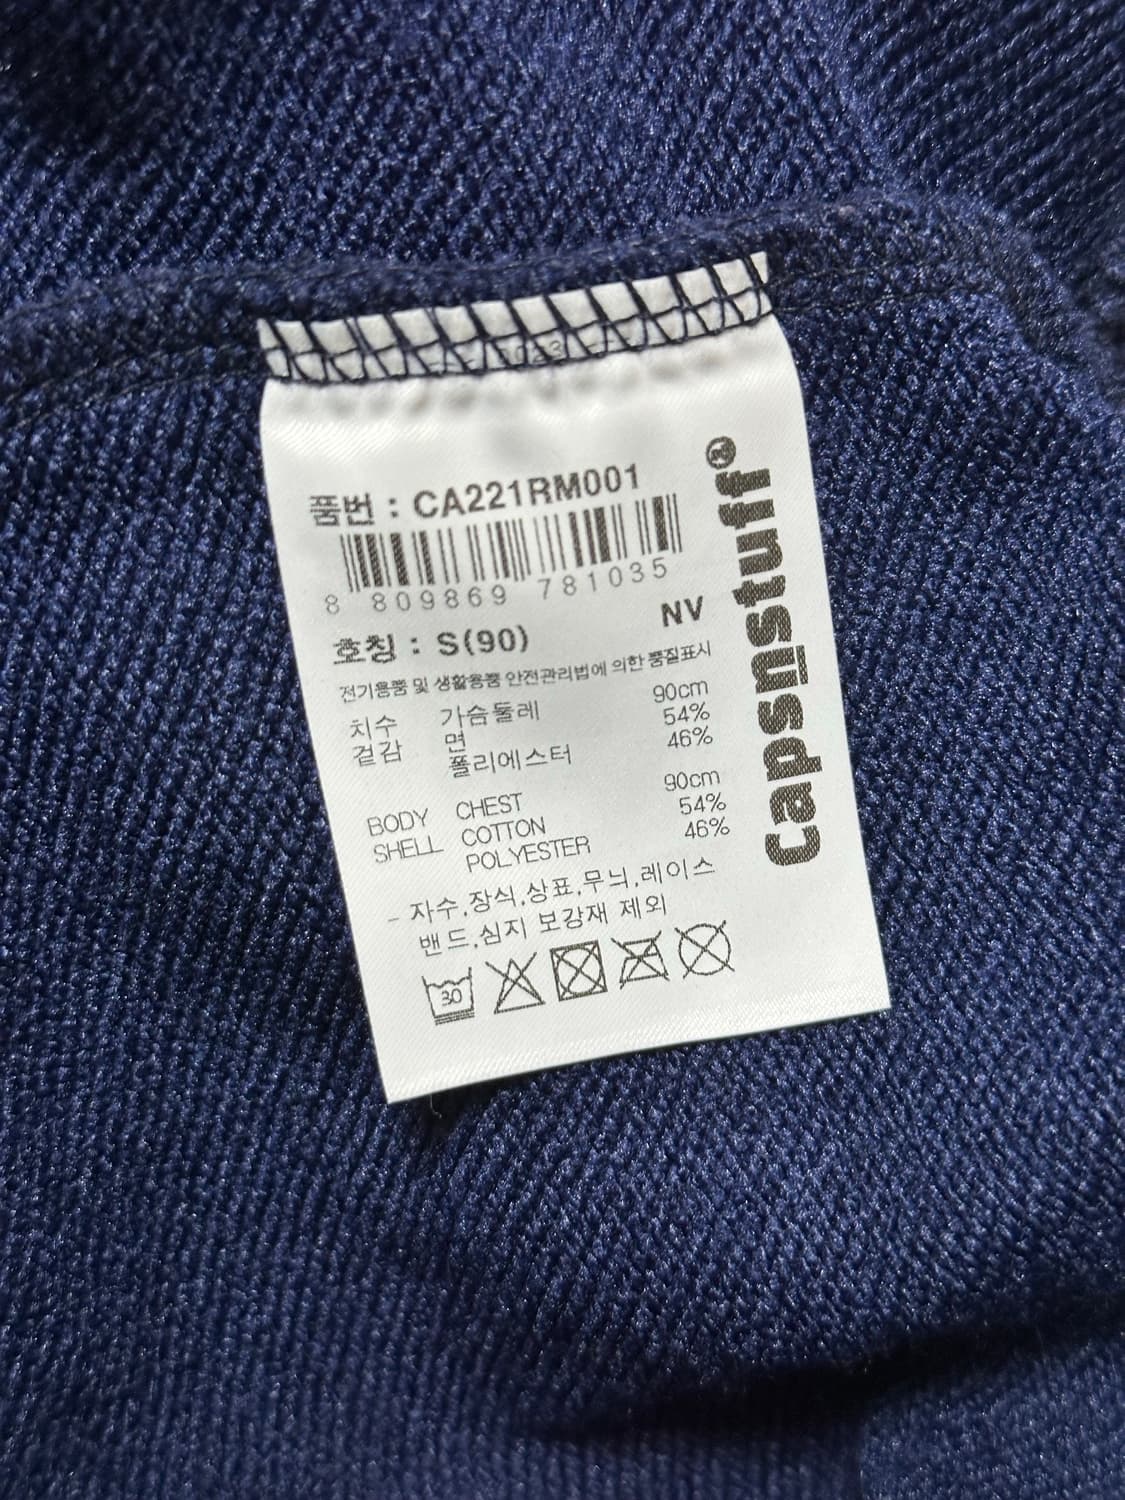 품번 : CA221RM001
8 809869 781035
호칭 : S(90) NV
전기용품 및 생활용품 안전관리법에 의한 품질표시
치수 가슴둘레 90cm
겉감 면 54%
폴리에스터 46%
BODY CHEST 90cm
SHELL COTTON 54%
POLYESTER 46%
- 자수,장식,상표,무늬,레이스
밴드,심지 보강재 제외
30
capsnstuff®